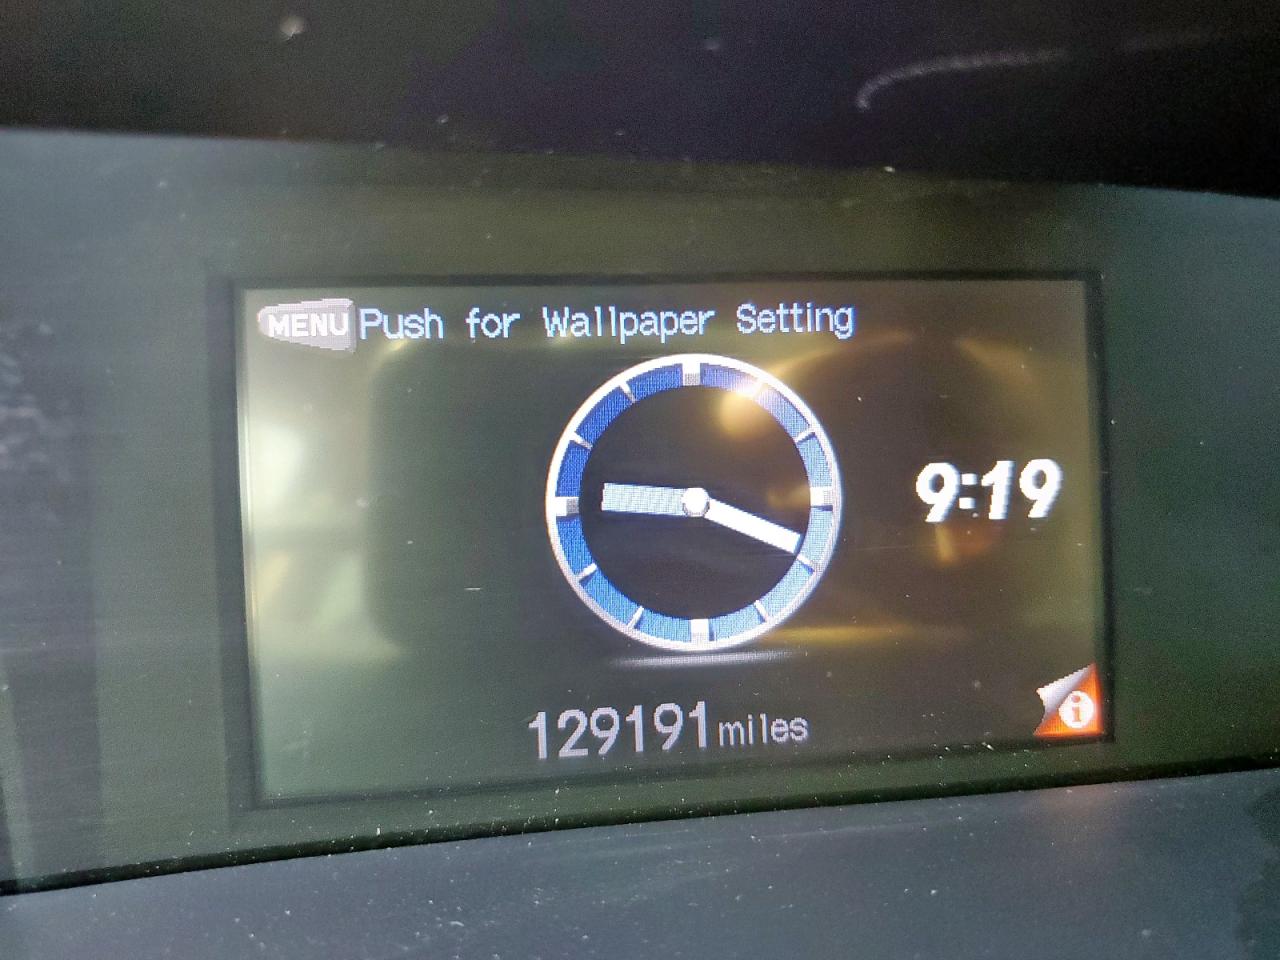 MENU Push for Wallpaper Setting
9:19
129191 miles
i